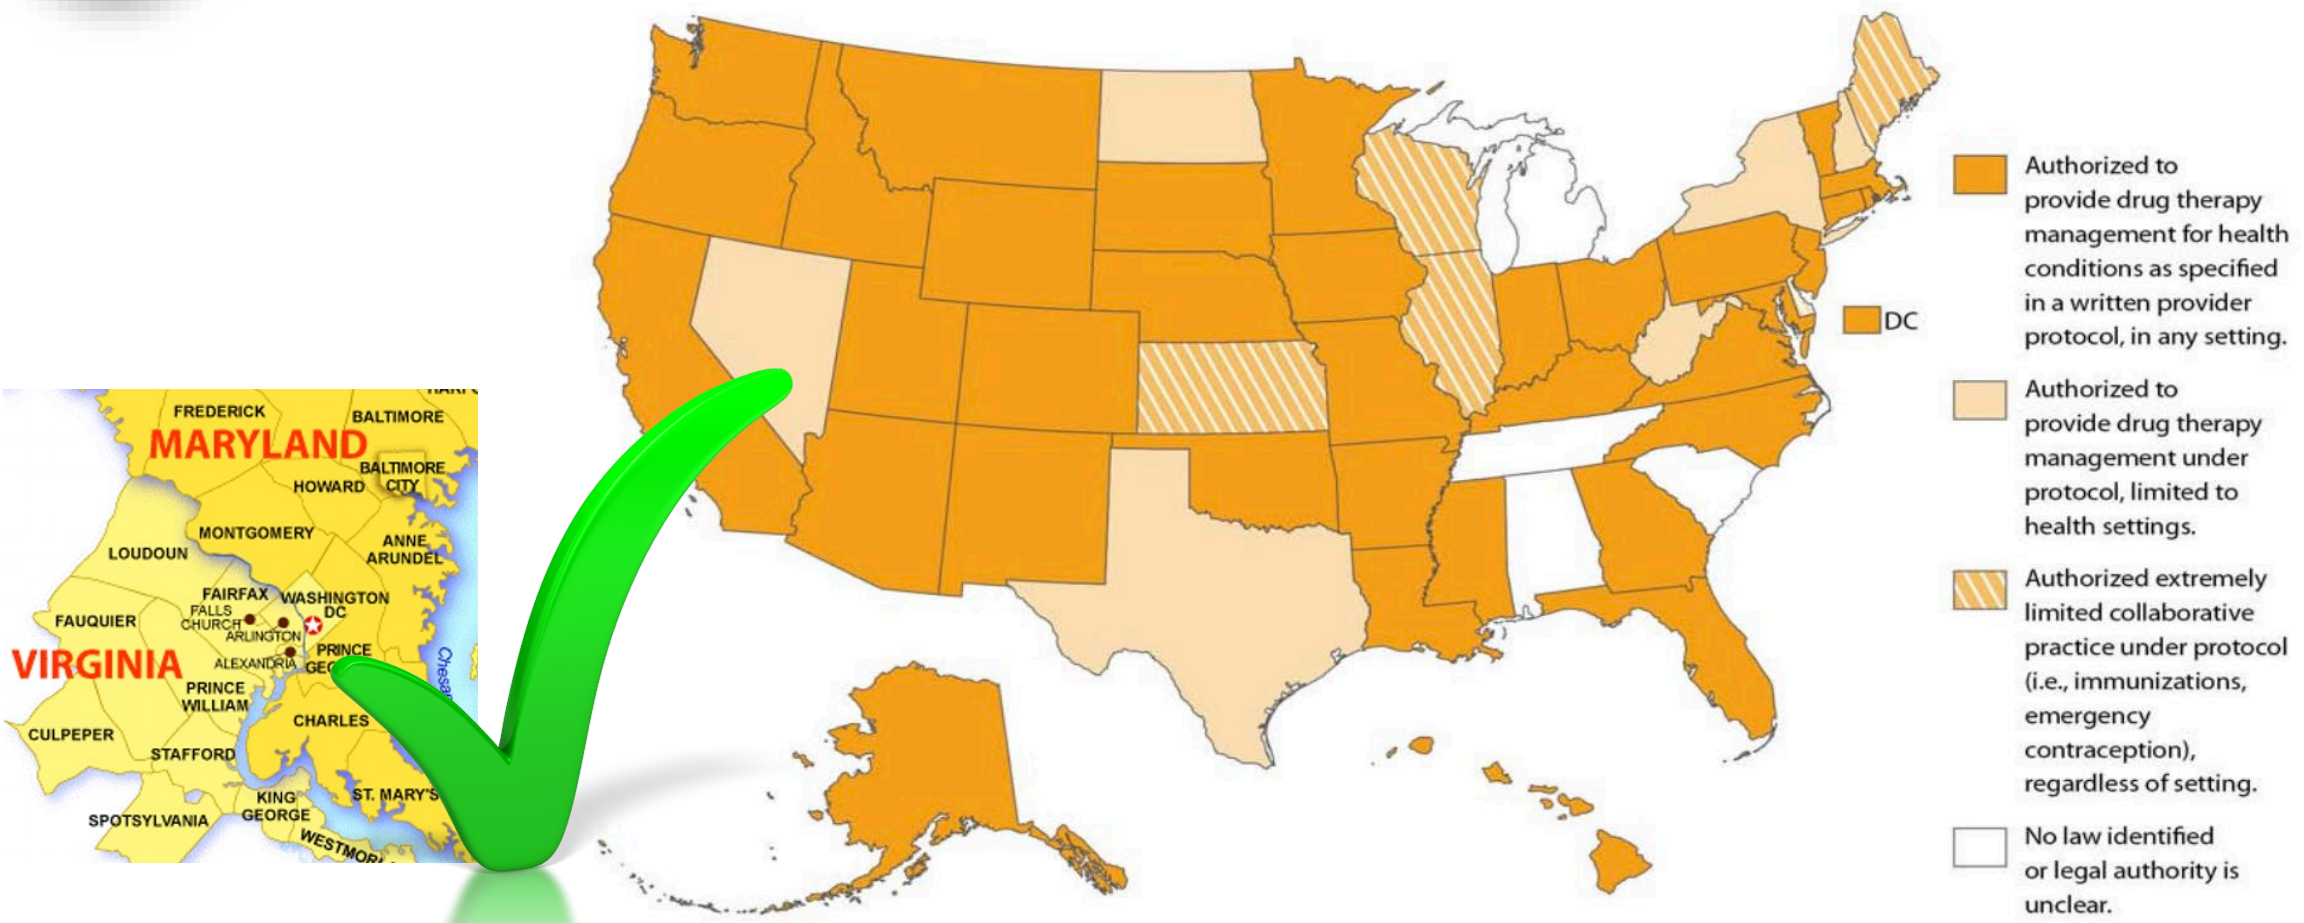 FREDERICK
BALTIMORE
MARYLAND
BALTIMORE
CITY
HOWARD
MONTGOMERY
ANNE
ARUNDEL
LOUDOUN
FAIRFAX
WASHINGTON
DC
FALLS
CHURCH
ARLINGTON
FAUQUIER
ALEXANDRIA
PRINCE
VIRGINIA
PRINCE
WILLIAM
CHARLES
CULPEPER
STAFFORD
KING
GEORGE
ST. MARY'S
SPOTSYLVANIA
DC
Authorized to
provide drug therapy
management for health
conditions as specified
in a written provider
protocol, in any setting.
Authorized to
provide drug therapy
management under
protocol, limited to
health settings.
Authorized extremely
limited collaborative
practice under protocol
(i.e., immunizations,
emergency
contraception),
regardless of setting.
No law identified
or legal authority is
unclear.